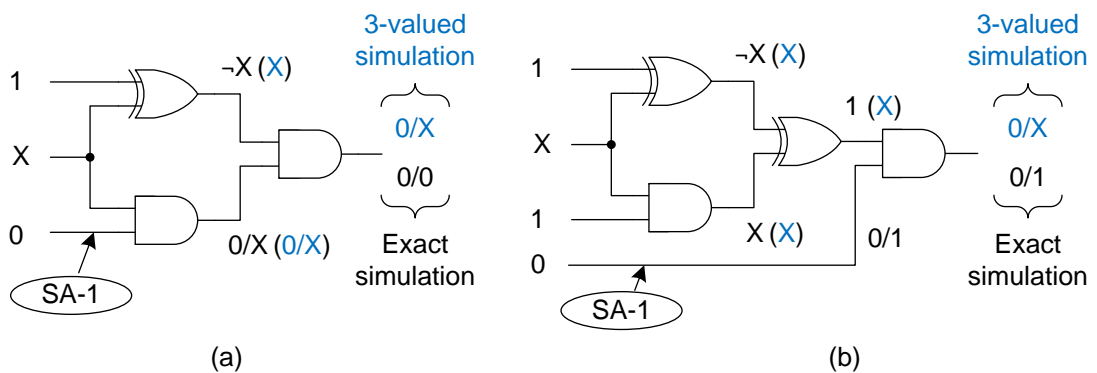 3-valued
simulation
1
¬X (X)
0/X
X
0/0
0
0/X (0/X)
Exact
simulation
SA-1
(a)
3-valued
simulation
1
¬X (X)
1 (X)
0/X
X
0/1
1
X (X)
0/1
0
Exact
simulation
SA-1
(b)